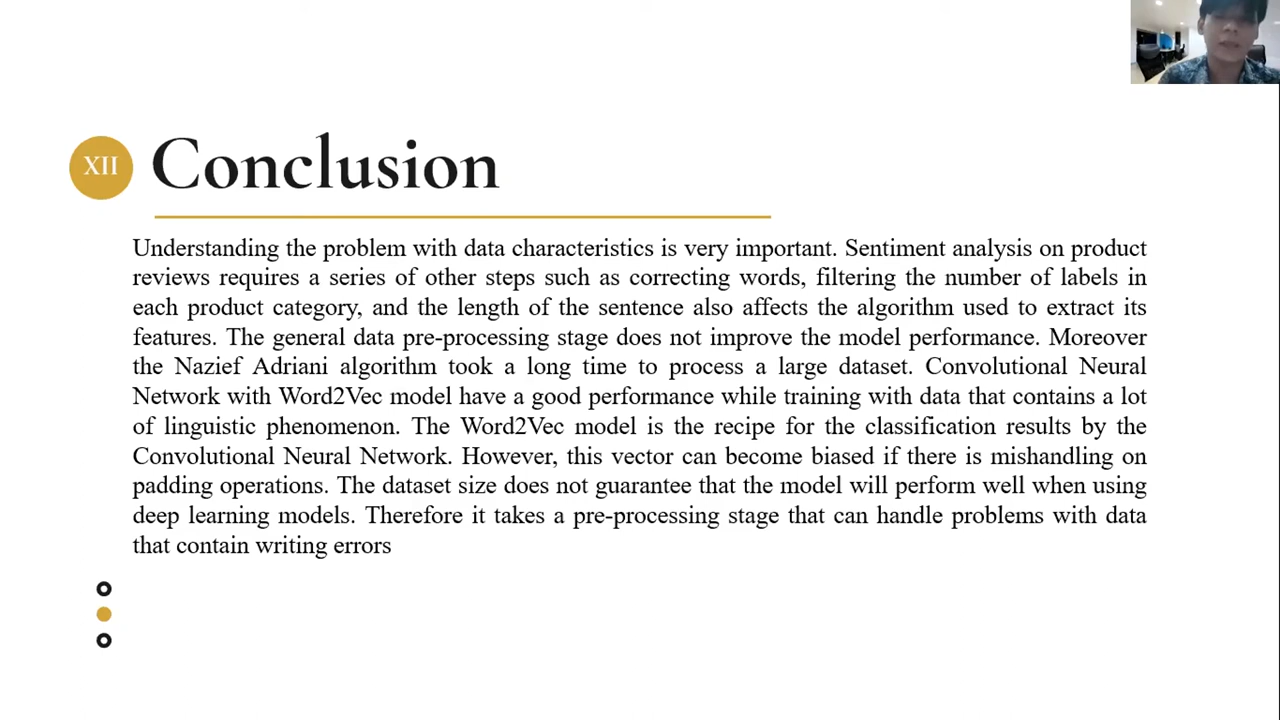 XII Conclusion
Understanding the problem with data characteristics is very important. Sentiment analysis on product
reviews requires a series of other steps such as correcting words, filtering the number of labels in
each product category, and the length of the sentence also affects the algorithm used to extract its
features. The general data pre-processing stage does not improve the model performance. Moreover
the Nazief Adriani algorithm took a long time to process a large dataset. Convolutional Neural
Network with Word2Vec model have a good performance while training with data that contains a lot
of linguistic phenomenon. The Word2Vec model is the recipe for the classification results by the
Convolutional Neural Network. However, this vector can become biased if there is mishandling on
padding operations. The dataset size does not guarantee that the model will perform well when using
deep learning models. Therefore it takes a pre-processing stage that can handle problems with data
that contain writing errors